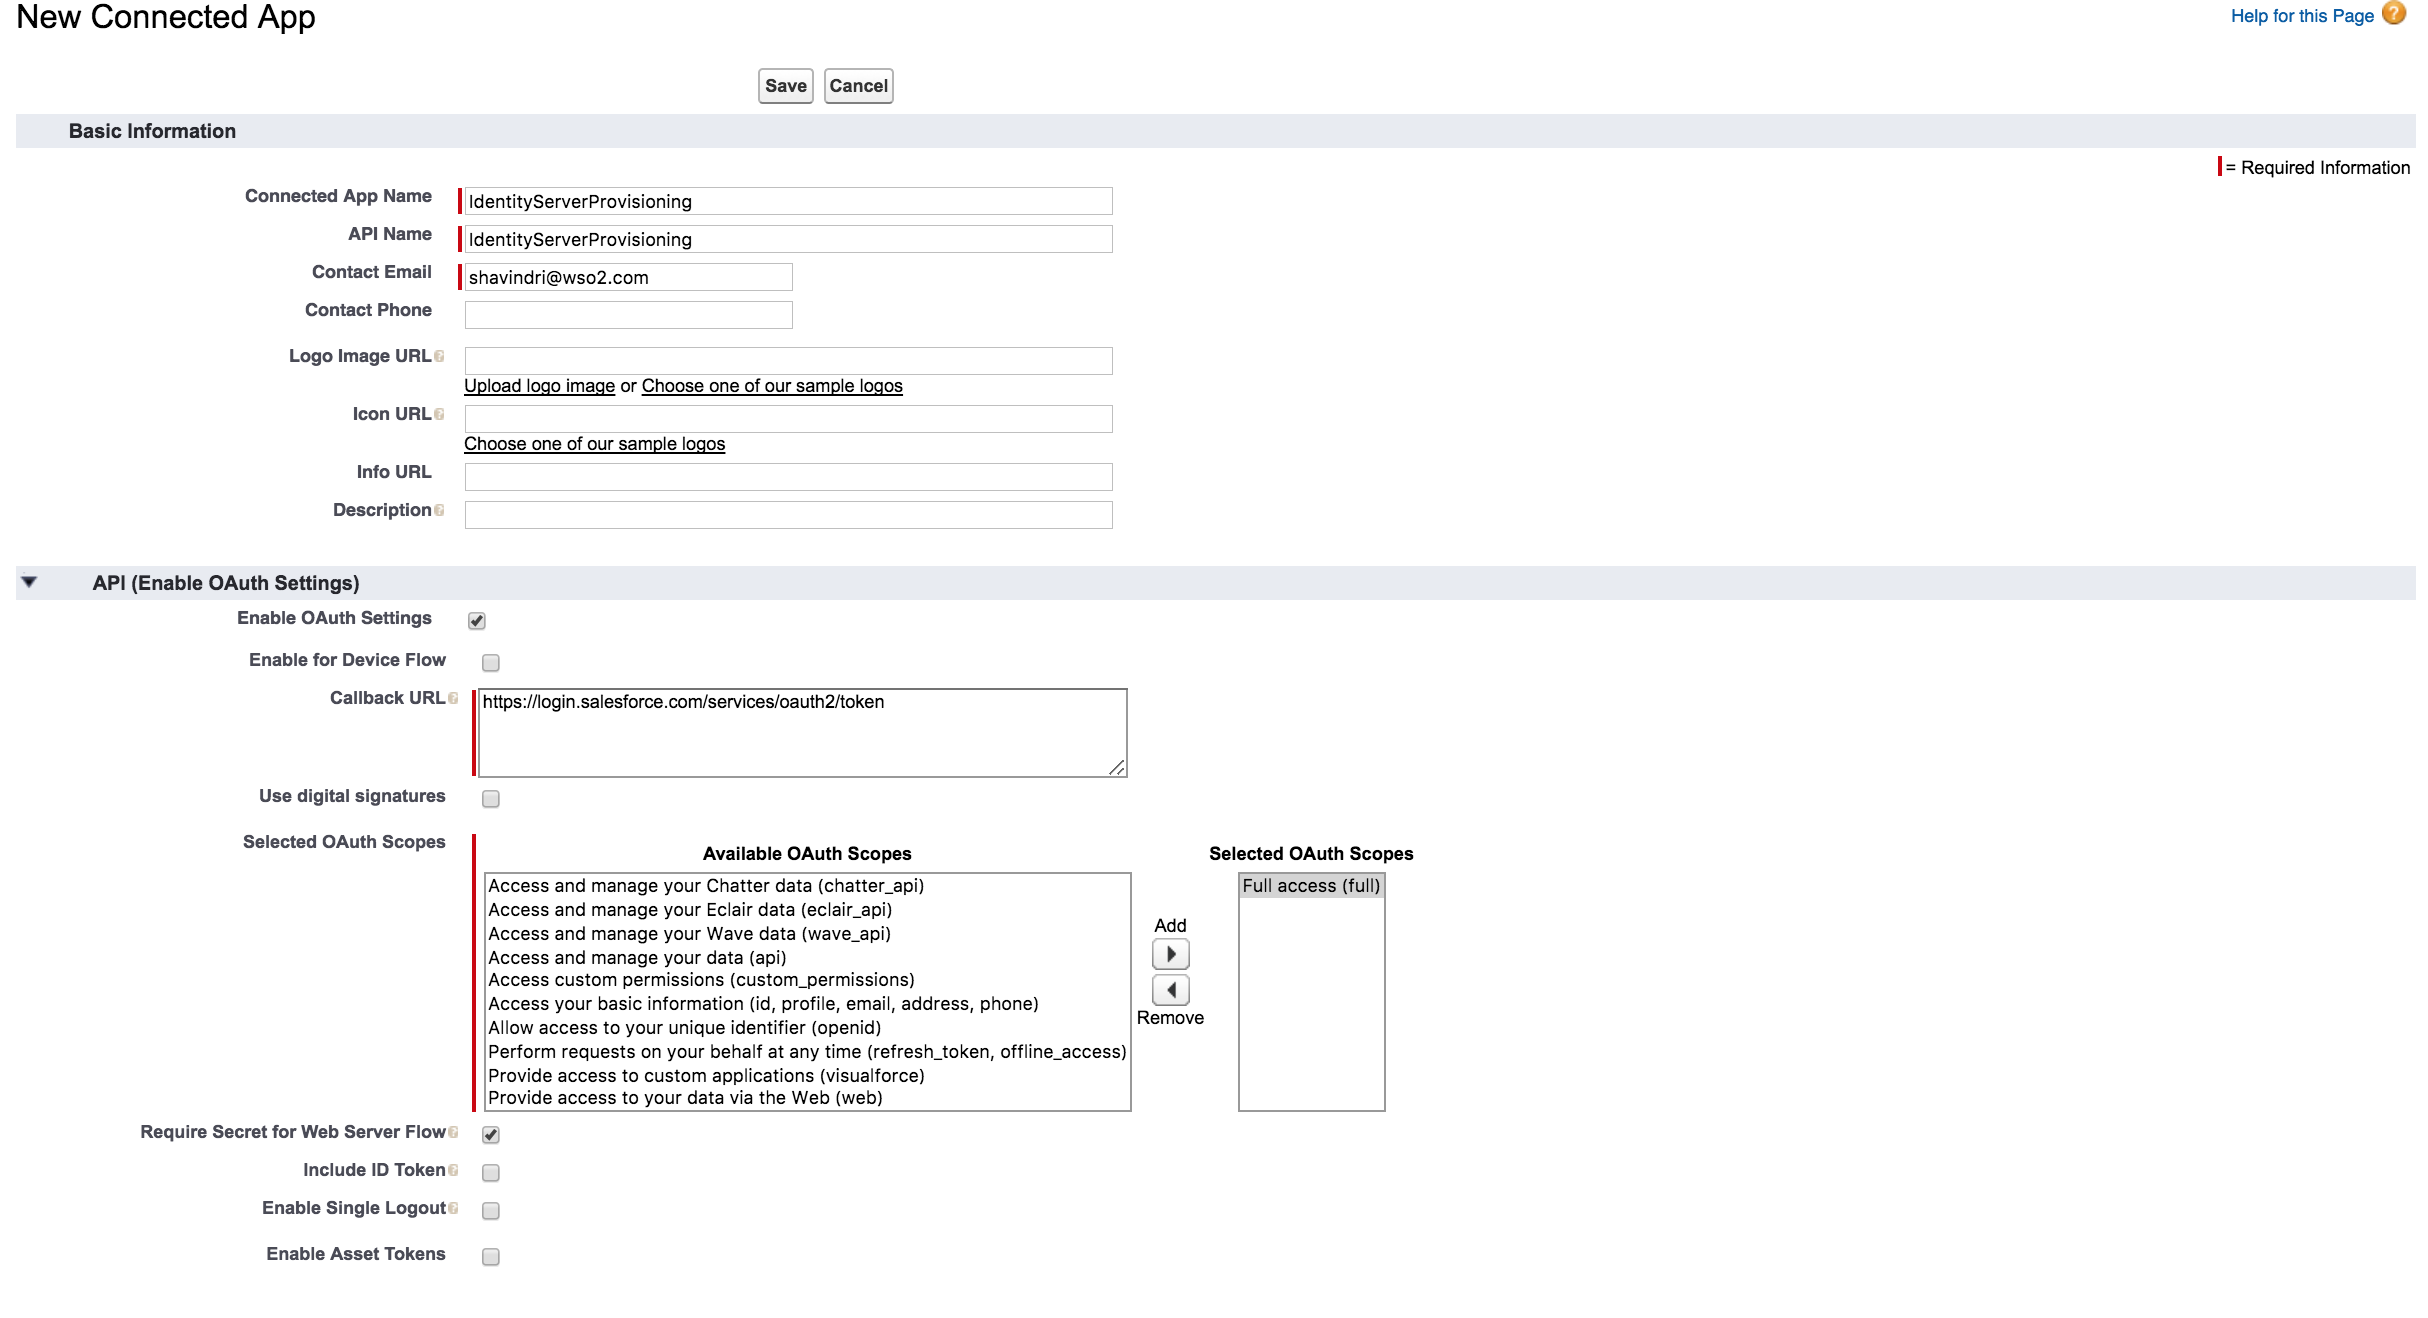 New Connected App
Help for this Page
Save Cancel
Basic Information
= Required Information
Connected App Name IdentityServerProvisioning
API Name IdentityServerProvisioning
Contact Email shavindri@wso2.com
Contact Phone
Logo Image URL
Upload logo image or Choose one of our sample logos
Icon URL
Choose one of our sample logos
Info URL
Description
API (Enable OAuth Settings)
Enable OAuth Settings
Enable for Device Flow
Callback URL https://login.salesforce.com/services/oauth2/token
Use digital signatures
Selected OAuth Scopes
Available OAuth Scopes
Access and manage your Chatter data (chatter_api)
Access and manage your Eclair data (eclair_api)
Access and manage your Wave data (wave_api)
Access and manage your data (api)
Access custom permissions (custom_permissions)
Access your basic information (id, profile, email, address, phone)
Allow access to your unique identifier (openid)
Perform requests on your behalf at any time (refresh_token, offline_access)
Provide access to custom applications (visualforce)
Provide access to your data via the Web (web)
Add
Remove
Selected OAuth Scopes
Full access (full)
Require Secret for Web Server Flow
Include ID Token
Enable Single Logout
Enable Asset Tokens